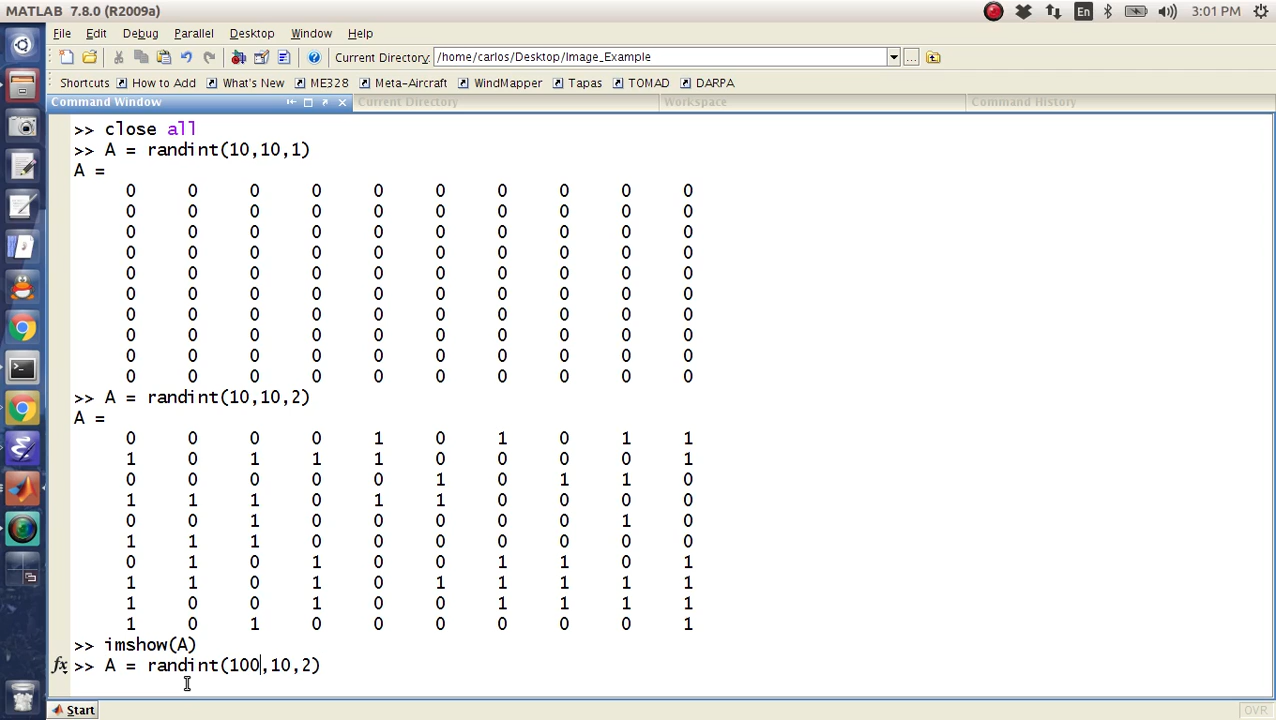 MATLAB 7.8.0 (R2009a) En 3:01 PM
File Edit Debug Parallel Desktop Window Help
Current Directory: /home/carlos/Desktop/Image_Example ...
Shortcuts How to Add What's New ME328 Meta-Aircraft WindMapper Tapas TOMAD DARPA
Command Window Current Directory Workspace Command History
>> close all
>> A = randint(10,10,1)
A =
0 0 0 0 0 0 0 0 0 0
0 0 0 0 0 0 0 0 0 0
0 0 0 0 0 0 0 0 0 0
0 0 0 0 0 0 0 0 0 0
0 0 0 0 0 0 0 0 0 0
0 0 0 0 0 0 0 0 0 0
0 0 0 0 0 0 0 0 0 0
0 0 0 0 0 0 0 0 0 0
0 0 0 0 0 0 0 0 0 0
0 0 0 0 0 0 0 0 0 0
>> A = randint(10,10,2)
A =
0 0 0 0 1 0 1 0 1 1
1 0 1 1 1 0 0 0 0 1
0 0 0 0 0 1 0 1 1 0
1 1 1 0 1 1 0 0 0 0
0 0 1 0 0 0 0 0 1 0
1 1 1 0 0 0 0 0 0 0
0 1 0 1 0 0 1 1 0 1
1 1 0 1 0 1 1 1 1 1
1 0 0 1 0 0 1 1 1 1
1 0 1 0 0 0 0 0 0 1
>> imshow(A)
fx >> A = randint(100,10,2)
Start OVR